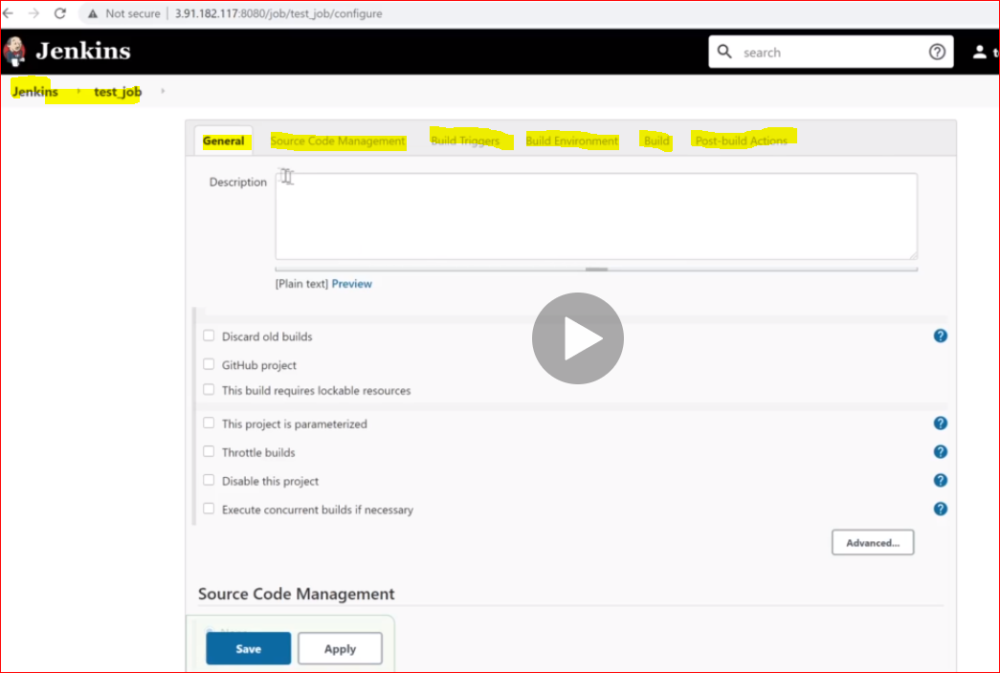 Not secure | 3.91.182.117:8080/job/test_job/configure
Jenkins
search
Jenkins test_job
General Source Code Management Build Triggers Build Environment Build Post-build Actions
Description
[Plain text] Preview
Discard old builds
GitHub project
This build requires lockable resources
This project is parameterized
Throttle builds
Disable this project
Execute concurrent builds if necessary
Advanced...
Source Code Management
Save Apply